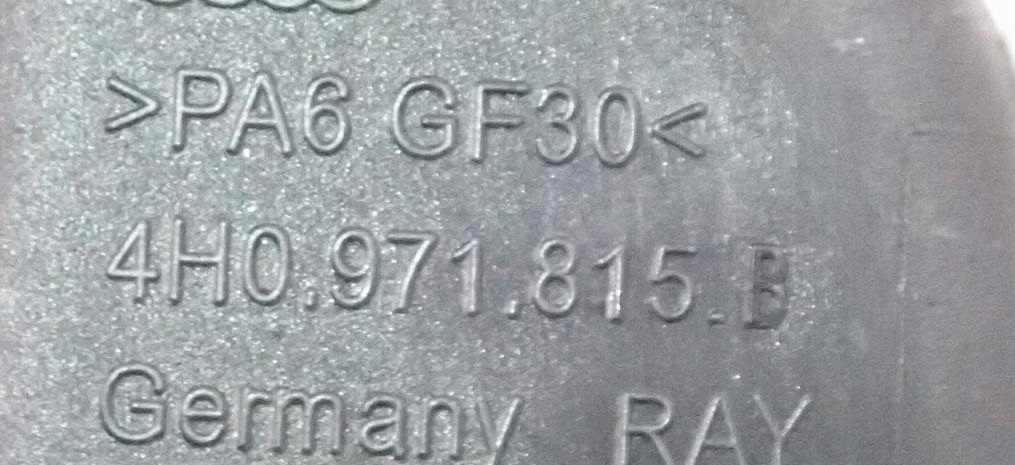 >PA6 GF30<
4H0.971.815.B
Germany RAY